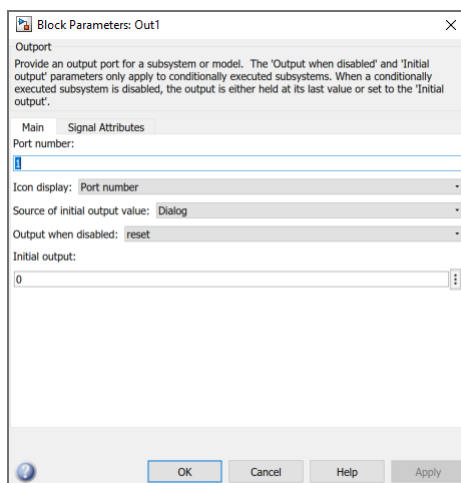 Block Parameters: Out1
Outport
Provide an output port for a subsystem or model. The 'Output when disabled' and 'Initial
output' parameters only apply to conditionally executed subsystems. When a conditionally
executed subsystem is disabled, the output is either held at its last value or set to the 'Initial
output'.
Main Signal Attributes
Port number:
1
Icon display: Port number
Source of initial output value: Dialog
Output when disabled: reset
Initial output:
0
OK Cancel Help Apply